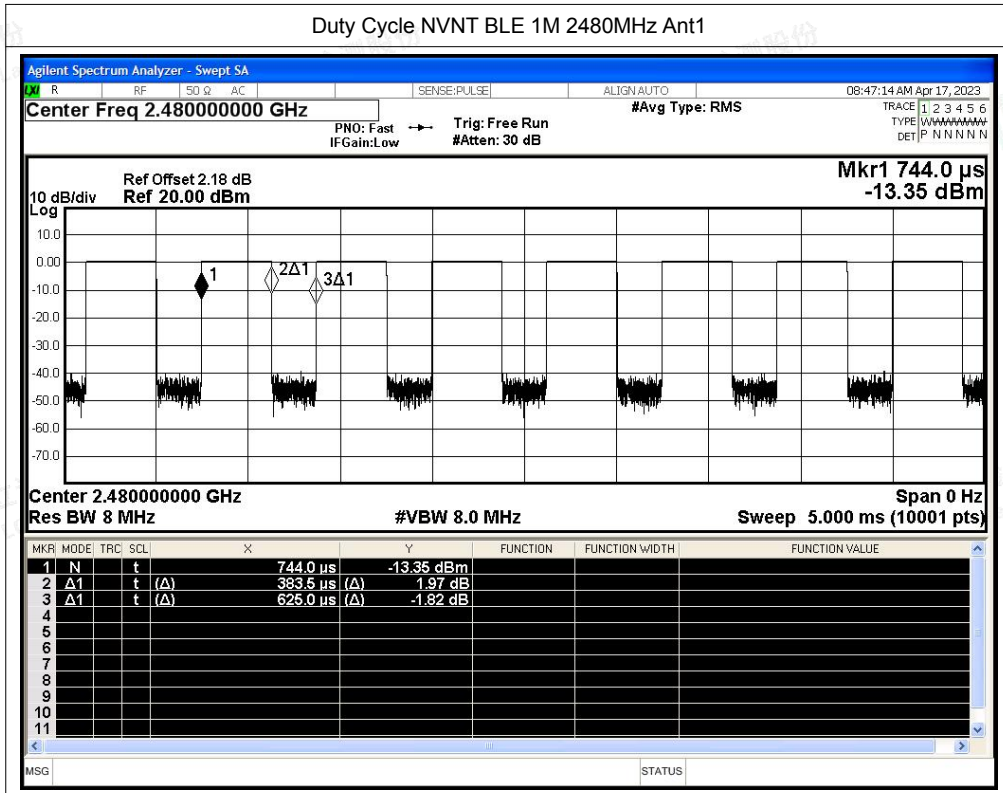 Duty Cycle NVNT BLE 1M 2480MHz Ant1
Agilent Spectrum Analyzer - Swept SA
LXI R RF 50 Ω AC SENSE:PULSE ALIGN AUTO 08:47:14 AM Apr 17, 2023
Center Freq 2.480000000 GHz #Avg Type: RMS TRACE 1 2 3 4 5 6
PNO: Fast Trig: Free Run TYPE WWWWWW
IFGain:Low #Atten: 30 dB DET P N N N N N
Mkr1 744.0 µs
Ref Offset 2.18 dB
10 dB/div Ref 20.00 dBm -13.35 dBm
Log
10.0
0.00
1 2Δ1 3Δ1
-10.0
-20.0
-30.0
-40.0
-50.0
-60.0
-70.0
Center 2.480000000 GHz Span 0 Hz
Res BW 8 MHz #VBW 8.0 MHz Sweep 5.000 ms (10001 pts)
MKR MODE TRC SCL X Y FUNCTION FUNCTION WIDTH FUNCTION VALUE
1 N t 744.0 µs -13.35 dBm
2 Δ1 t (Δ) 383.5 µs (Δ) 1.97 dB
3 Δ1 t (Δ) 625.0 µs (Δ) -1.82 dB
4
5
6
7
8
9
10
11
MSG STATUS